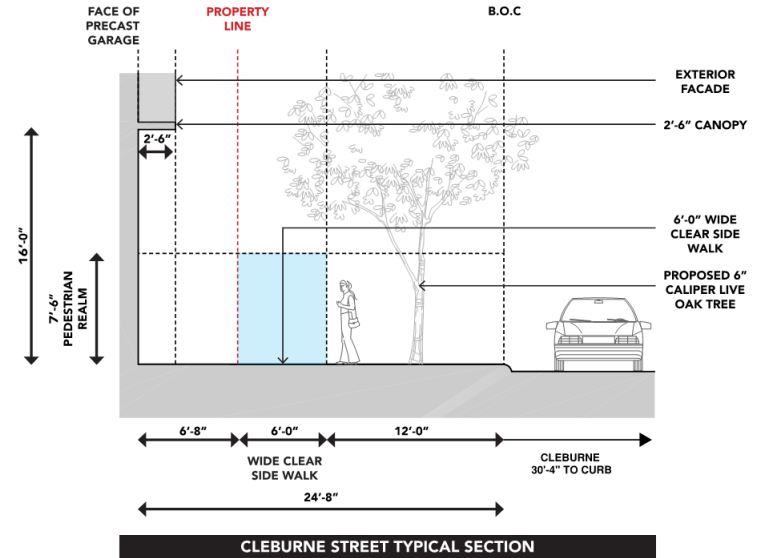 FACE OF
PRECAST
GARAGE
PROPERTY
LINE
B.O.C
EXTERIOR
FACADE
2'-6" CANOPY
2'-6"
16'-0"
6'-0" WIDE
CLEAR SIDE
WALK
7'-6"
PEDESTRIAN
REALM
PROPOSED 6"
CALIPER LIVE
OAK TREE
6'-8"
6'-0"
12'-0"
WIDE CLEAR
SIDE WALK
CLEBURNE
30'-4" TO CURB
24'-8"
CLEBURNE STREET TYPICAL SECTION